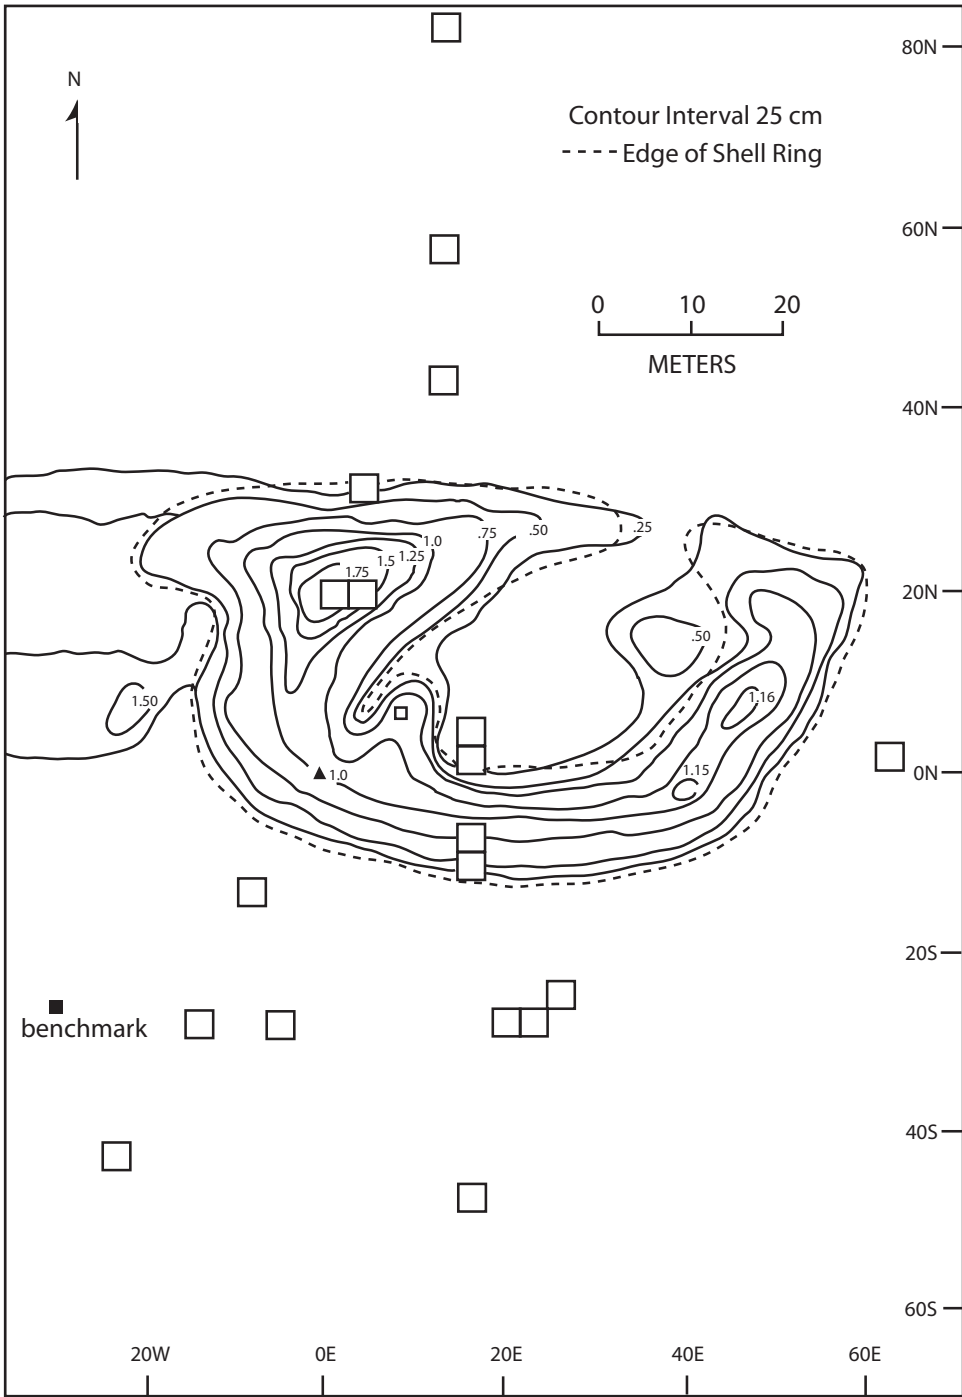 80N
N
Contour Interval 25 cm
Edge of Shell Ring
60N
0 10 20
METERS
40N
.25
.50
.75
1.0
1.25
1.5
1.75
20N
.50
1.50
1.16
1.15
1.0
0N
20S
benchmark
40S
60S
20W 0E 20E 40E 60E